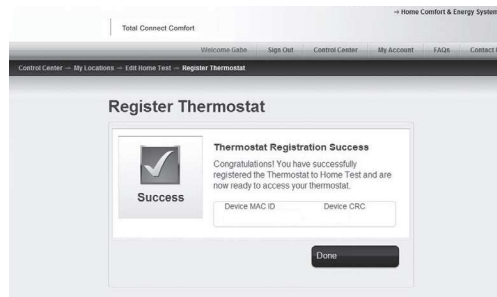 → Home Comfort & Energy System
Total Connect Comfort
Welcome Gabe Sign Out Control Center My Account FAQs Contact
Control Center → My Locations → Edit Home Test → Register Thermostat
Register Thermostat
Thermostat Registration Success
Congratulations! You have successfully
registered the Thermostat to Home Test and are
now ready to access your thermostat.
Success
Device MAC ID Device CRC
Done